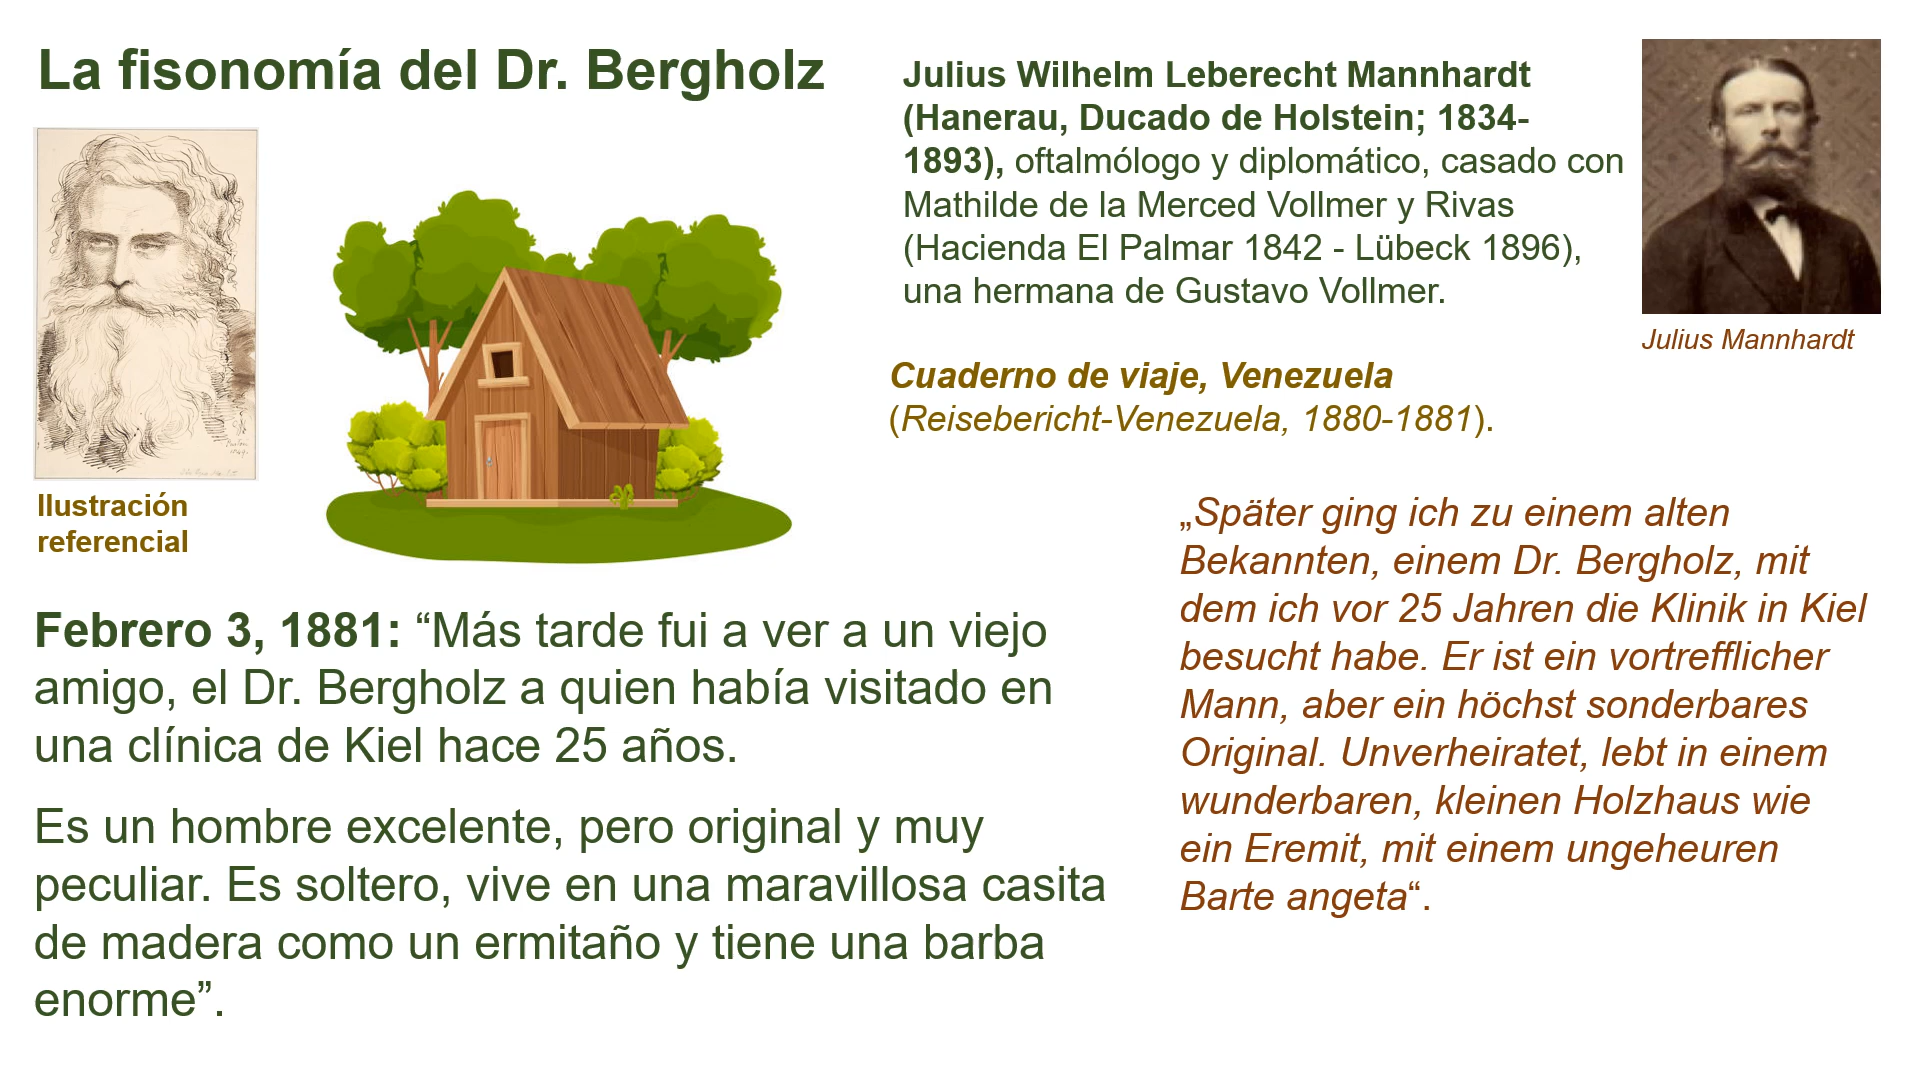 La fisonomía del Dr. Bergholz
Ilustración
referencial
Julius Wilhelm Leberecht Mannhardt
(Hanerau, Ducado de Holstein; 1834-
1893), oftalmólogo y diplomático, casado con
Mathilde de la Merced Vollmer y Rivas
(Hacienda El Palmar 1842 - Lübeck 1896),
una hermana de Gustavo Vollmer.
Julius Mannhardt
Cuaderno de viaje, Venezuela
(Reisebericht-Venezuela, 1880-1881).
Febrero 3, 1881: “Más tarde fui a ver a un viejo
amigo, el Dr. Bergholz a quien había visitado en
una clínica de Kiel hace 25 años.
Es un hombre excelente, pero original y muy
peculiar. Es soltero, vive en una maravillosa casita
de madera como un ermitaño y tiene una barba
enorme”.
„Später ging ich zu einem alten
Bekannten, einem Dr. Bergholz, mit
dem ich vor 25 Jahren die Klinik in Kiel
besucht habe. Er ist ein vortrefflicher
Mann, aber ein höchst sonderbares
Original. Unverheiratet, lebt in einem
wunderbaren, kleinen Holzhaus wie
ein Eremit, mit einem ungeheuren
Barte angeta“.